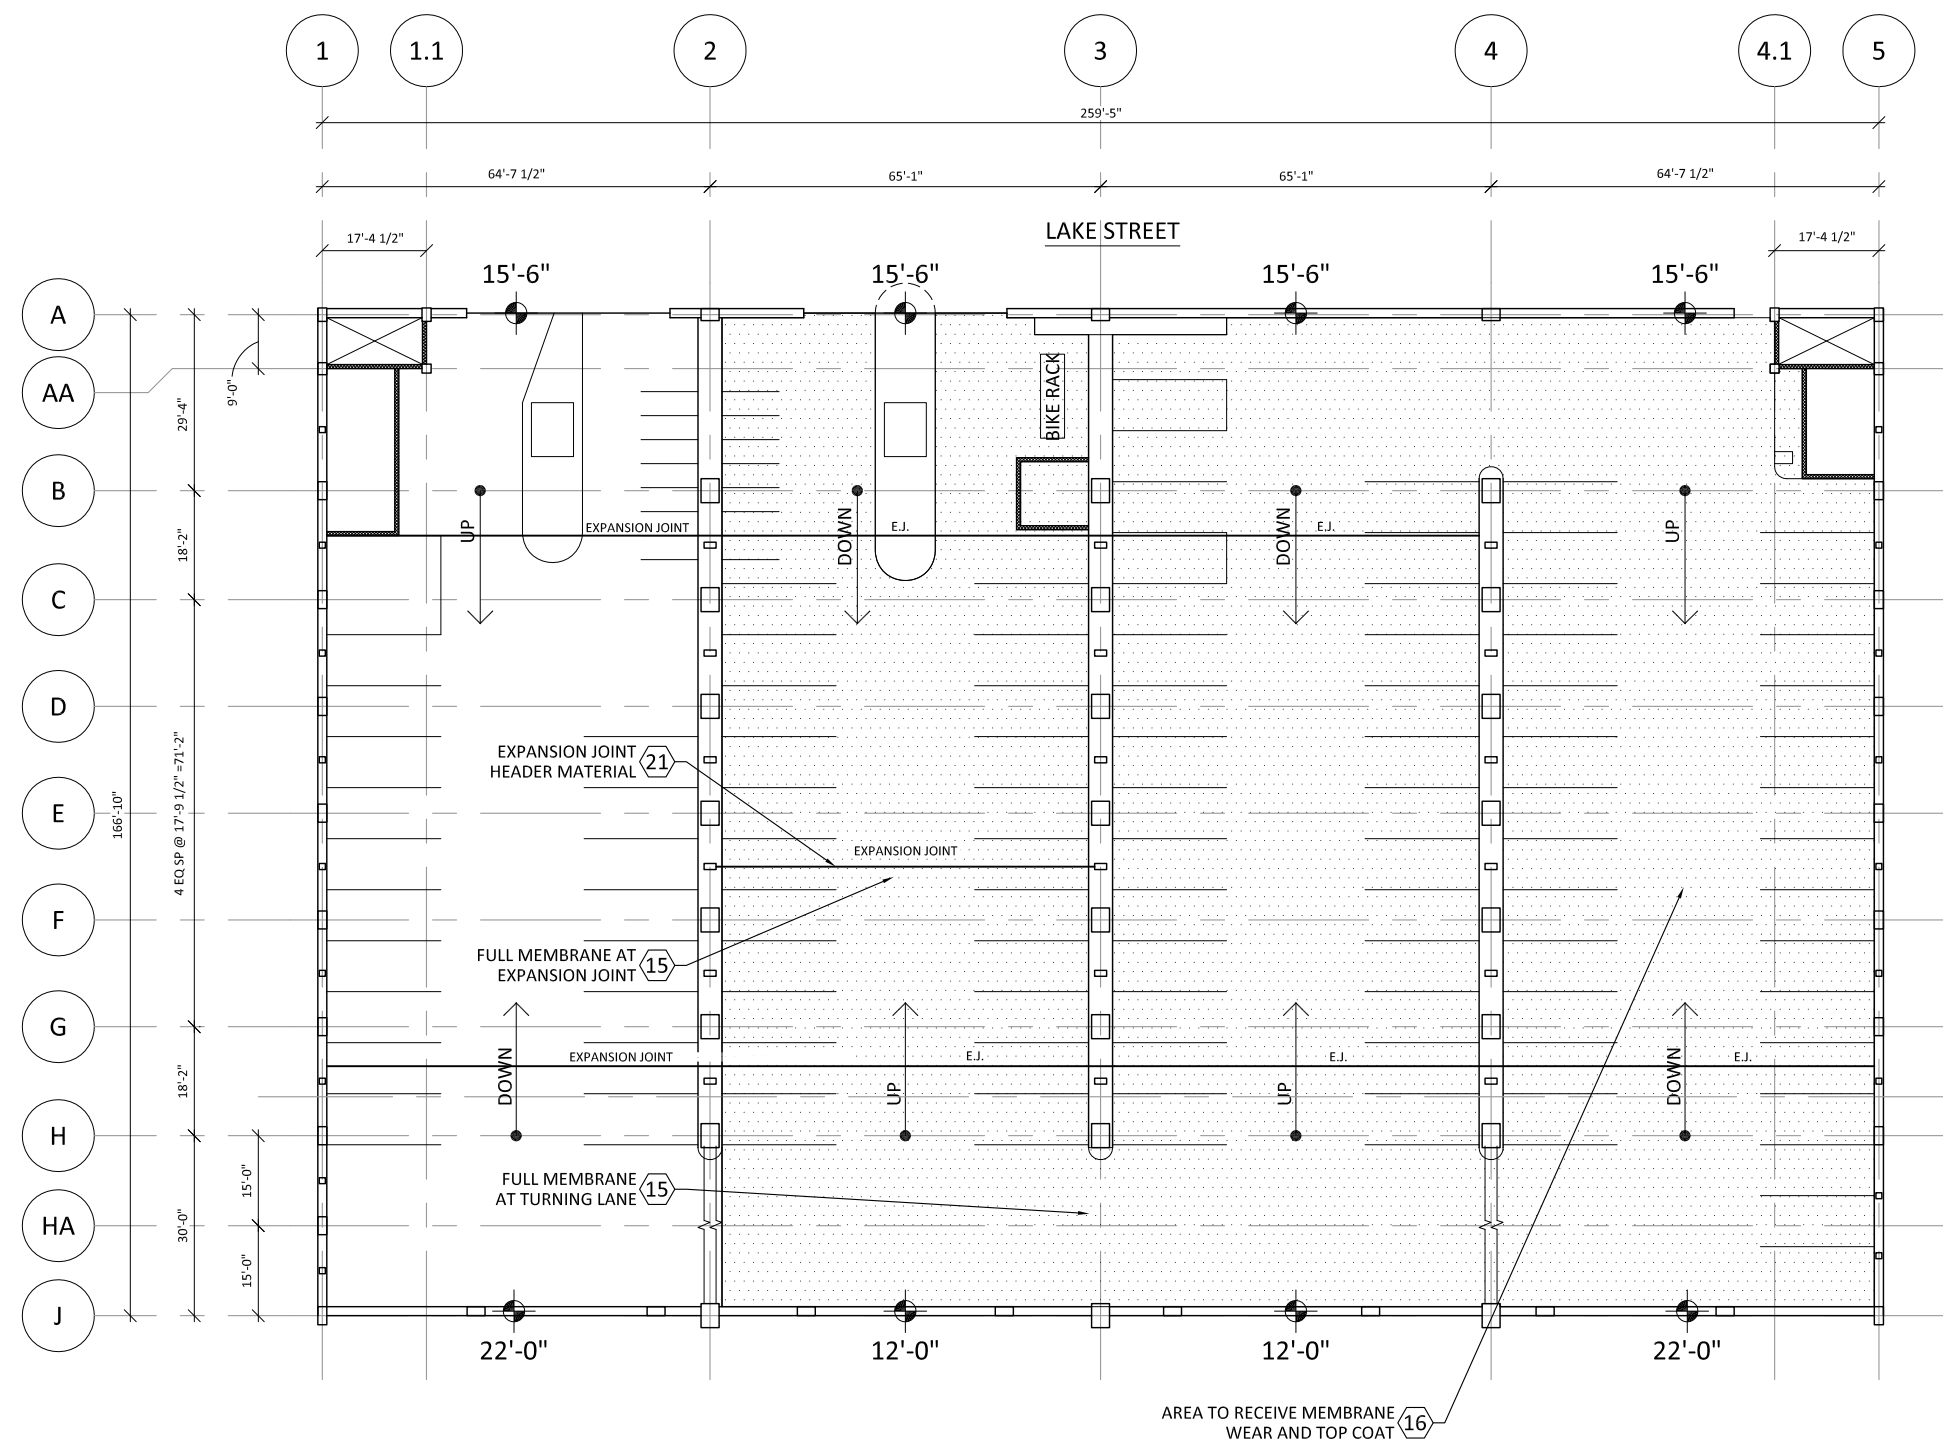 1
1.1
2
3
4
4.1
5
259'-5"
64'-7 1/2"
65'-1"
65'-1"
64'-7 1/2"
LAKE STREET
17'-4 1/2"
17'-4 1/2"
15'-6"
15'-6"
15'-6"
15'-6"
A
AA
9'-0"
29'-4"
BIKE RACK
B
UP
EXPANSION JOINT
DOWN
E.J.
DOWN
E.J.
UP
18'-2"
C
D
EXPANSION JOINT
HEADER MATERIAL
21
4 EQ SP @ 17'-9 1/2" =71'-2"
166'-10"
E
EXPANSION JOINT
F
FULL MEMBRANE AT
EXPANSION JOINT
15
G
EXPANSION JOINT
E.J.
E.J.
E.J.
DOWN
UP
UP
DOWN
18'-2"
H
FULL MEMBRANE
AT TURNING LANE
15
15'-0"
HA
30'-0"
15'-0"
J
22'-0"
12'-0"
12'-0"
22'-0"
AREA TO RECEIVE MEMBRANE
WEAR AND TOP COAT
16